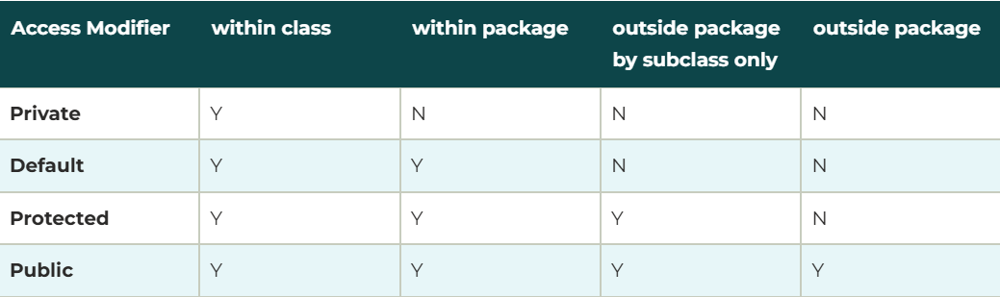 Access Modifier within class within package outside package by subclass only outside package
Private Y N N N
Default Y Y N N
Protected Y Y Y N
Public Y Y Y Y